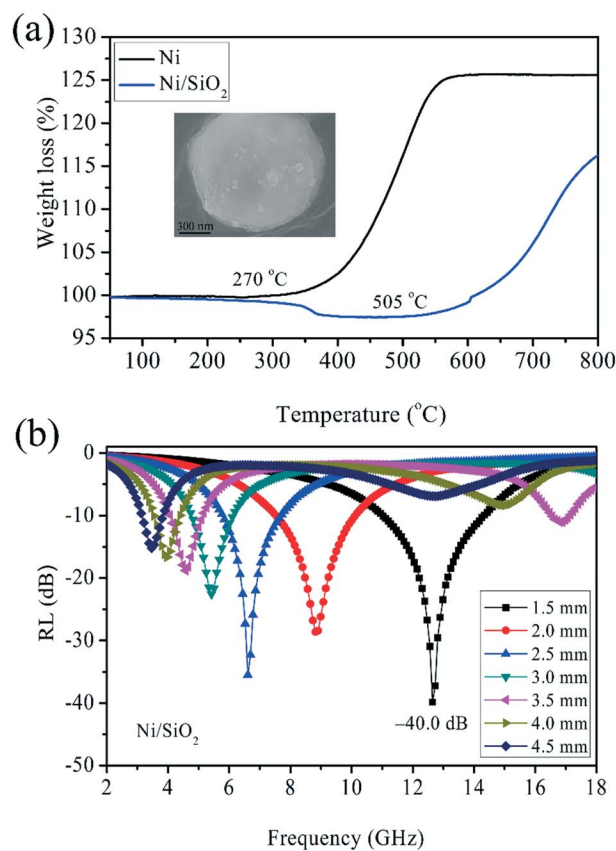 (a)
130
125
120
115
110
105
100
95
Weight loss (%)
Ni
Ni/SiO₂
300 nm
270 °C
505 °C
100 200 300 400 500 600 700 800
Temperature (°C)
(b)
0
-10
-20
-30
-40
-50
RL (dB)
1.5 mm
2.0 mm
2.5 mm
3.0 mm
3.5 mm
4.0 mm
4.5 mm
–40.0 dB
Ni/SiO₂
2 4 6 8 10 12 14 16 18
Frequency (GHz)